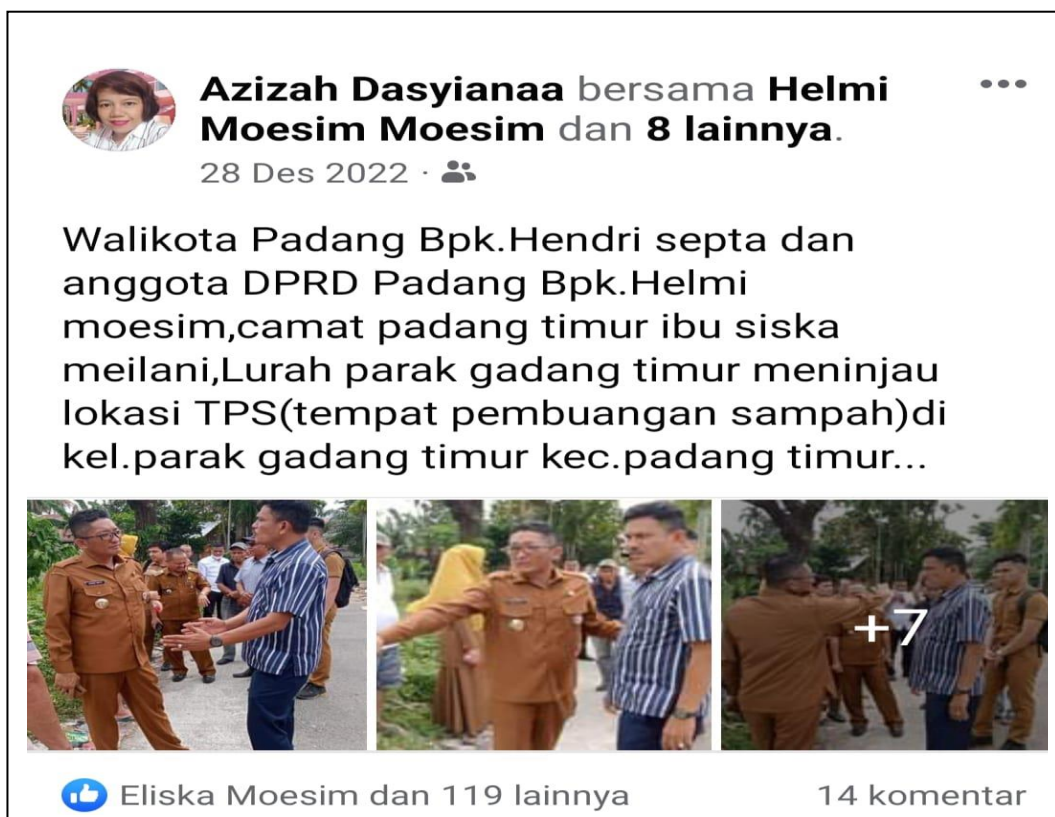 Azizah Dasyianaa bersama Helmi
Moesim Moesim dan 8 lainnya.
28 Des 2022 ·
Walikota Padang Bpk.Hendri septa dan
anggota DPRD Padang Bpk.Helmi
moesim,camat padang timur ibu siska
meilani,Lurah parak gadang timur meninjau
lokasi TPS(tempat pembuangan sampah)di
kel.parak gadang timur kec.padang timur...
+7
Eliska Moesim dan 119 lainnya
14 komentar